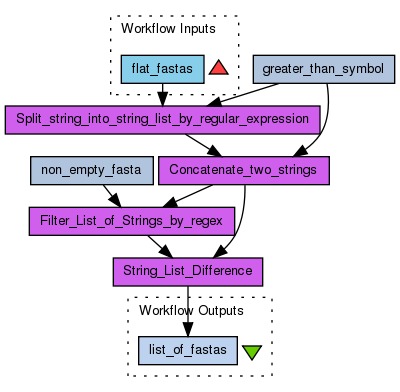 Workflow Inputs
flat_fastas
greater_than_symbol
Split_string_into_string_list_by_regular_expression
non_empty_fasta
Concatenate_two_strings
Filter_List_of_Strings_by_regex
String_List_Difference
Workflow Outputs
list_of_fastas